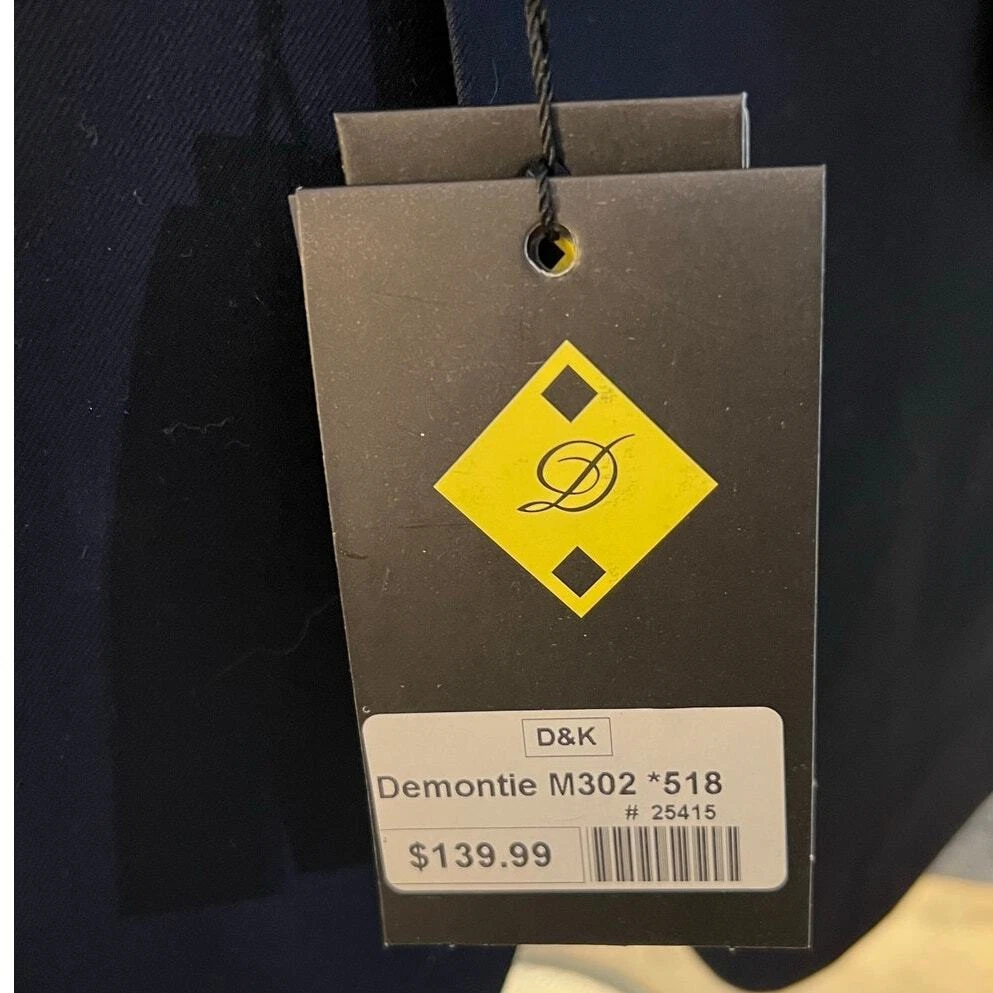 D
D&K
Demontie M302 *518
# 25415
$139.99